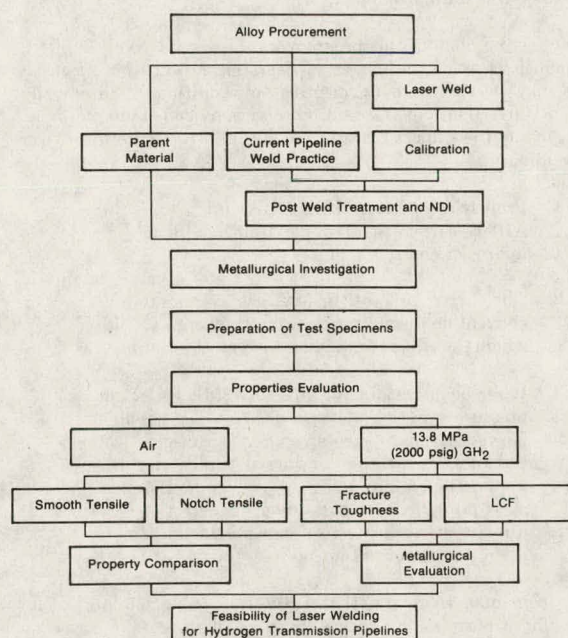 Alloy Procurement
Laser Weld
Parent
Material
Current Pipeline
Weld Practice
Calibration
Post Weld Treatment and NDI
Metallurgical Investigation
Preparation of Test Specimens
Properties Evaluation
Air
13.8 MPa
(2000 psig) GH2
Smooth Tensile
Notch Tensile
Fracture
Toughness
LCF
Property Comparison
Metallurgical
Evaluation
Feasibility of Laser Welding
for Hydrogen Transmission Pipelines